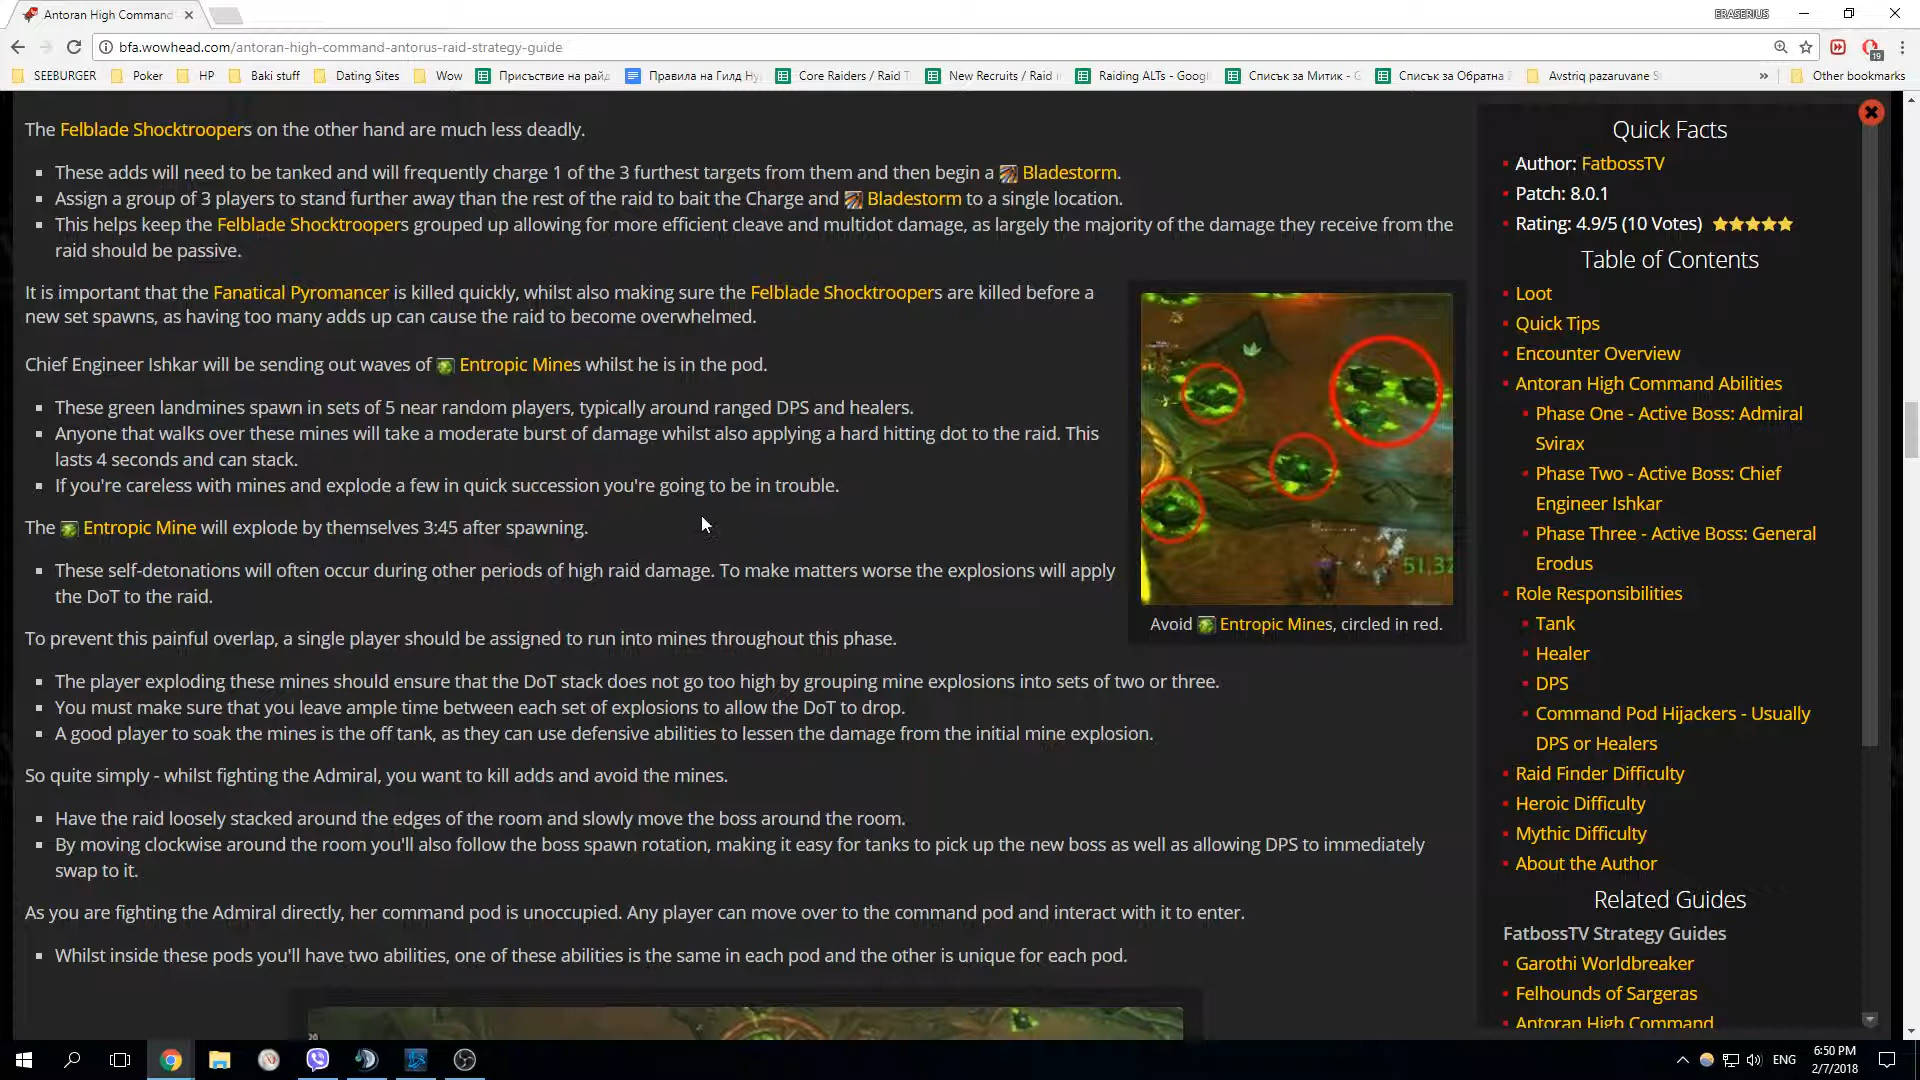 Antoran High Command
ERASERIUS
bfa.wowhead.com/antoran-high-command-antorus-raid-strategy-guide
19
SEEBURGER
Poker
HP
Baki stuff
Dating Sites
Wow
Присъствие на райд
Правила на Гилд Ну
Core Raiders / Raid T
New Recruits / Raid
Raiding ALTs - Googl
Списък за Митик - G
Списък за Обратна
Avstriq pazaruvane S
»
Other bookmarks
The Felblade Shocktroopers on the other hand are much less deadly.
These adds will need to be tanked and will frequently charge 1 of the 3 furthest targets from them and then begin a Bladestorm.
Assign a group of 3 players to stand further away than the rest of the raid to bait the Charge and Bladestorm to a single location.
This helps keep the Felblade Shocktroopers grouped up allowing for more efficient cleave and multidot damage, as largely the majority of the damage they receive from the
raid should be passive.
It is important that the Fanatical Pyromancer is killed quickly, whilst also making sure the Felblade Shocktroopers are killed before a
new set spawns, as having too many adds up can cause the raid to become overwhelmed.
Chief Engineer Ishkar will be sending out waves of Entropic Mines whilst he is in the pod.
These green landmines spawn in sets of 5 near random players, typically around ranged DPS and healers.
Anyone that walks over these mines will take a moderate burst of damage whilst also applying a hard hitting dot to the raid. This
lasts 4 seconds and can stack.
If you're careless with mines and explode a few in quick succession you're going to be in trouble.
The Entropic Mine will explode by themselves 3:45 after spawning.
These self-detonations will often occur during other periods of high raid damage. To make matters worse the explosions will apply
the DoT to the raid.
51.32
Avoid Entropic Mines, circled in red.
To prevent this painful overlap, a single player should be assigned to run into mines throughout this phase.
The player exploding these mines should ensure that the DoT stack does not go too high by grouping mine explosions into sets of two or three.
You must make sure that you leave ample time between each set of explosions to allow the DoT to drop.
A good player to soak the mines is the off tank, as they can use defensive abilities to lessen the damage from the initial mine explosion.
So quite simply - whilst fighting the Admiral, you want to kill adds and avoid the mines.
Have the raid loosely stacked around the edges of the room and slowly move the boss around the room.
By moving clockwise around the room you'll also follow the boss spawn rotation, making it easy for tanks to pick up the new boss as well as allowing DPS to immediately
swap to it.
As you are fighting the Admiral directly, her command pod is unoccupied. Any player can move over to the command pod and interact with it to enter.
Whilst inside these pods you'll have two abilities, one of these abilities is the same in each pod and the other is unique for each pod.
20
Quick Facts
Author: FatbossTV
Patch: 8.0.1
Rating: 4.9/5 (10 Votes)
Table of Contents
Loot
Quick Tips
Encounter Overview
Antoran High Command Abilities
Phase One - Active Boss: Admiral
Svirax
Phase Two - Active Boss: Chief
Engineer Ishkar
Phase Three - Active Boss: General
Erodus
Role Responsibilities
Tank
Healer
DPS
Command Pod Hijackers - Usually
DPS or Healers
Raid Finder Difficulty
Heroic Difficulty
Mythic Difficulty
About the Author
Related Guides
FatbossTV Strategy Guides
Garothi Worldbreaker
Felhounds of Sargeras
Antoran High Command
ENG
6:50 PM
2/7/2018